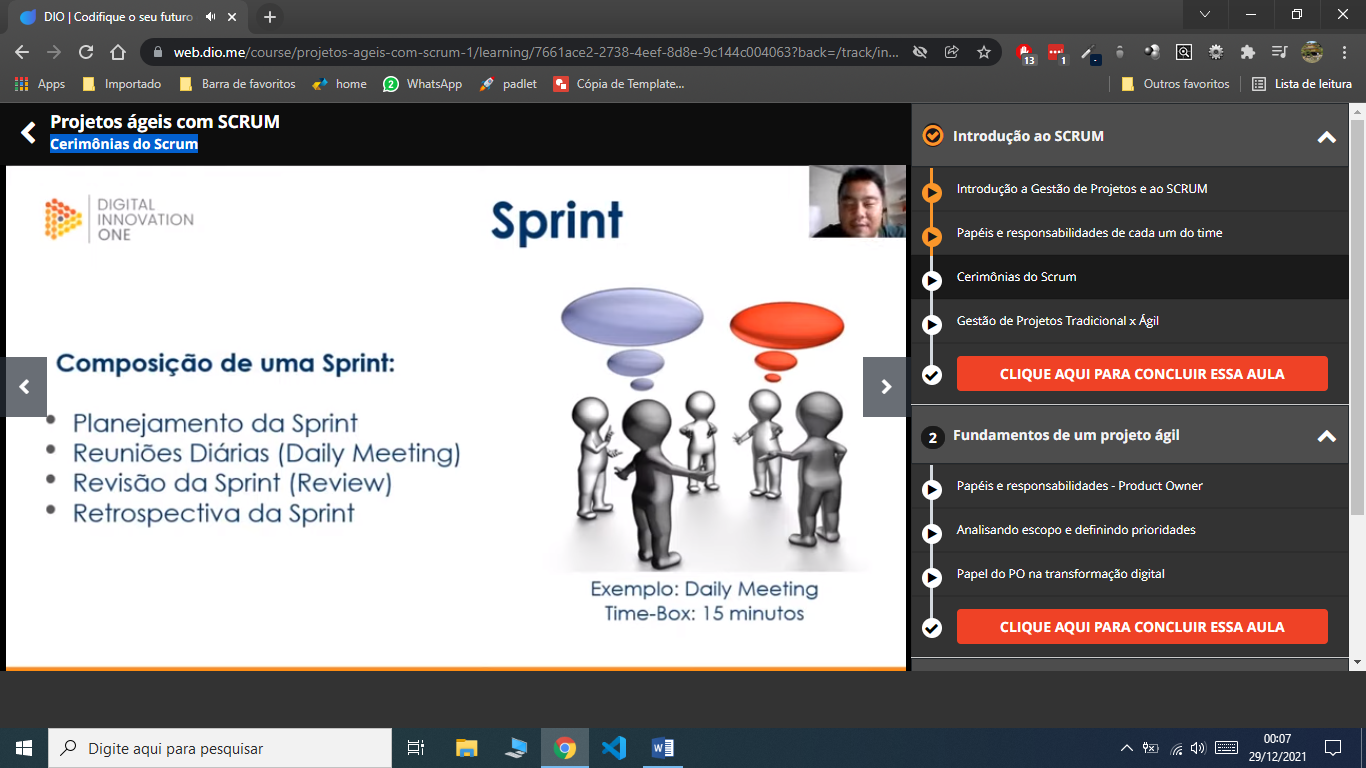 DIO | Codifique o seu futuro
web.dio.me/course/projetos-ageis-com-scrum-1/learning/7661ace2-2738-4eef-8d8e-9c144c004063?back=/track/in...
13
1
Apps
Importado
Barra de favoritos
home
2
WhatsApp
padlet
Cópia de Template...
Outros favoritos
Lista de leitura
Projetos ágeis com SCRUM
Cerimônias do Scrum
DIGITAL
INNOVATION
ONE
Sprint
Composição de uma Sprint:
• Planejamento da Sprint
• Reuniões Diárias (Daily Meeting)
• Revisão da Sprint (Review)
• Retrospectiva da Sprint
Exemplo: Daily Meeting
Time-Box: 15 minutos
Introdução ao SCRUM
Introdução a Gestão de Projetos e ao SCRUM
Papéis e responsabilidades de cada um do time
Cerimônias do Scrum
Gestão de Projetos Tradicional x Ágil
CLIQUE AQUI PARA CONCLUIR ESSA AULA
2 Fundamentos de um projeto ágil
Papéis e responsabilidades - Product Owner
Analisando escopo e definindo prioridades
Papel do PO na transformação digital
CLIQUE AQUI PARA CONCLUIR ESSA AULA
Digite aqui para pesquisar
00:07
29/12/2021